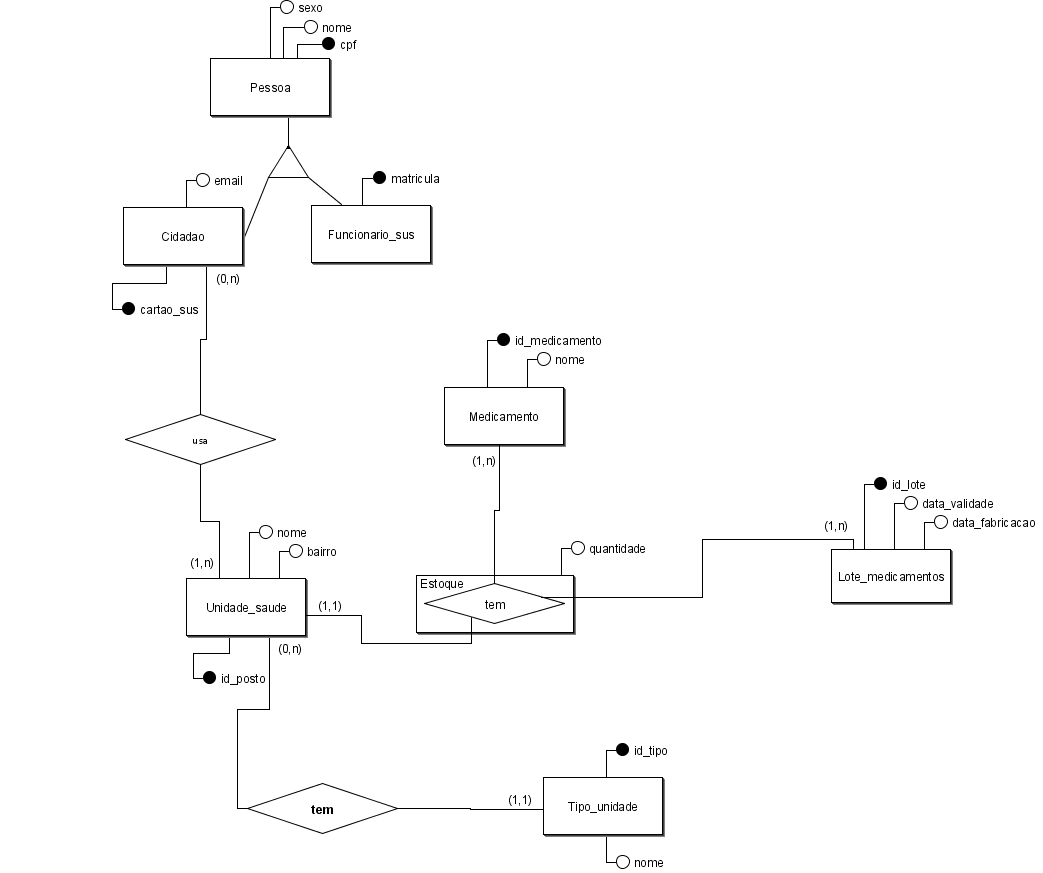 sexo
nome
cpf
Pessoa
email
matricula
Cidadao
Funcionario_sus
(0,n)
cartao_sus
id_medicamento
nome
Medicamento
usa
(1,n)
id_lote
data_validade
data_fabricacao
(1,n)
nome
bairro
quantidade
(1,n)
Lote_medicamentos
Estoque
tem
Unidade_saude
(1,1)
(0,n)
id_posto
id_tipo
(1,1)
Tipo_unidade
tem
nome